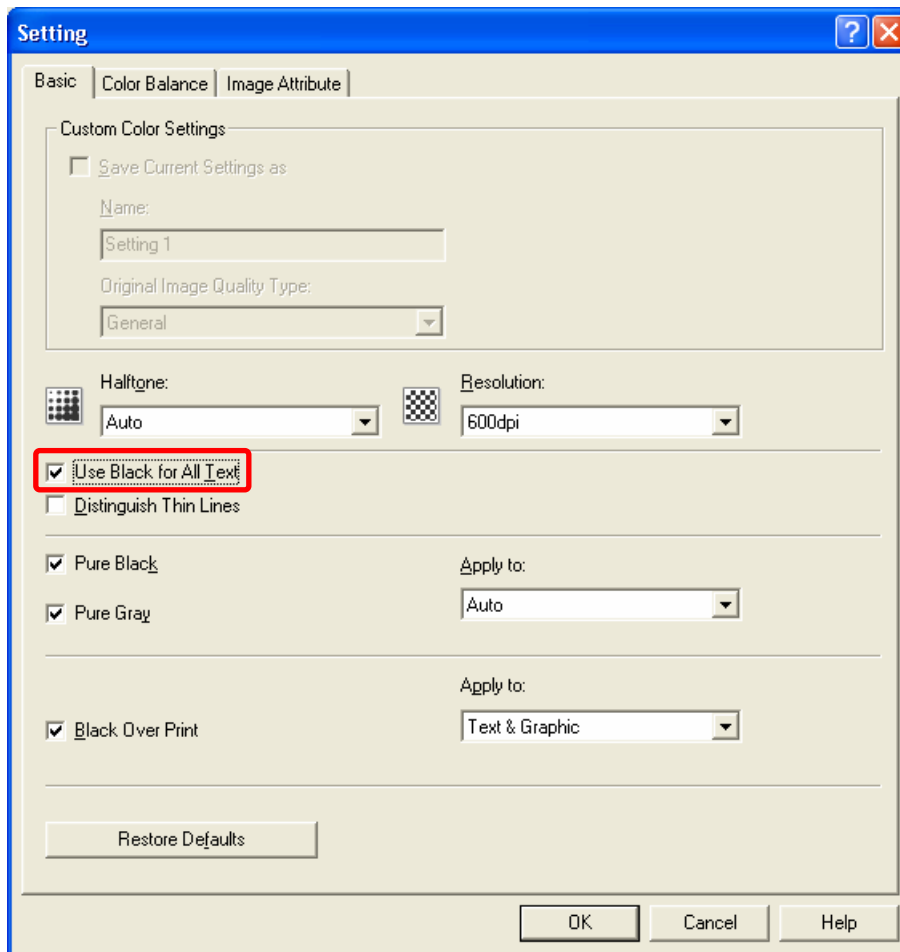 Setting
Basic Color Balance Image Attribute
Custom Color Settings
Save Current Settings as
Name:
Setting 1
Original Image Quality Type:
General
Halftone: Resolution:
Auto 600dpi
Use Black for All Text
Distinguish Thin Lines
Pure Black Apply to:
Pure Gray Auto
Apply to:
Black Over Print Text & Graphic
Restore Defaults
OK Cancel Help